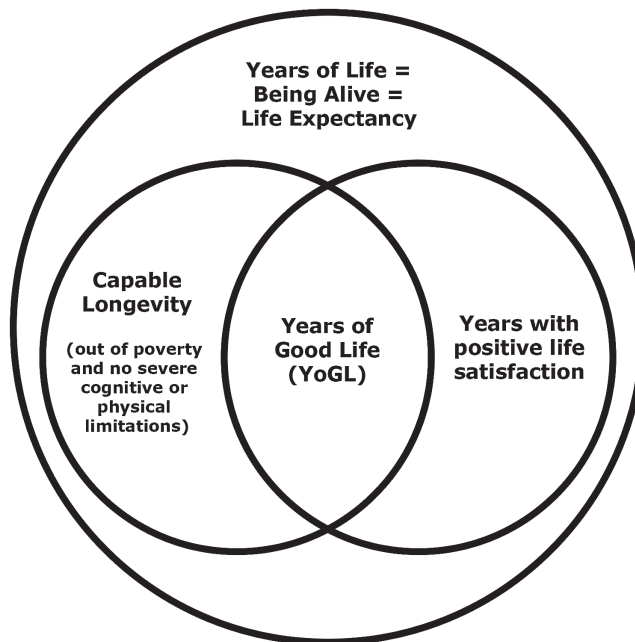 Years of Life =
Being Alive =
Life Expectancy
Capable
Longevity
(out of poverty
and no severe
cognitive or
physical
limitations)
Years of
Good Life
(YoGL)
Years with
positive life
satisfaction